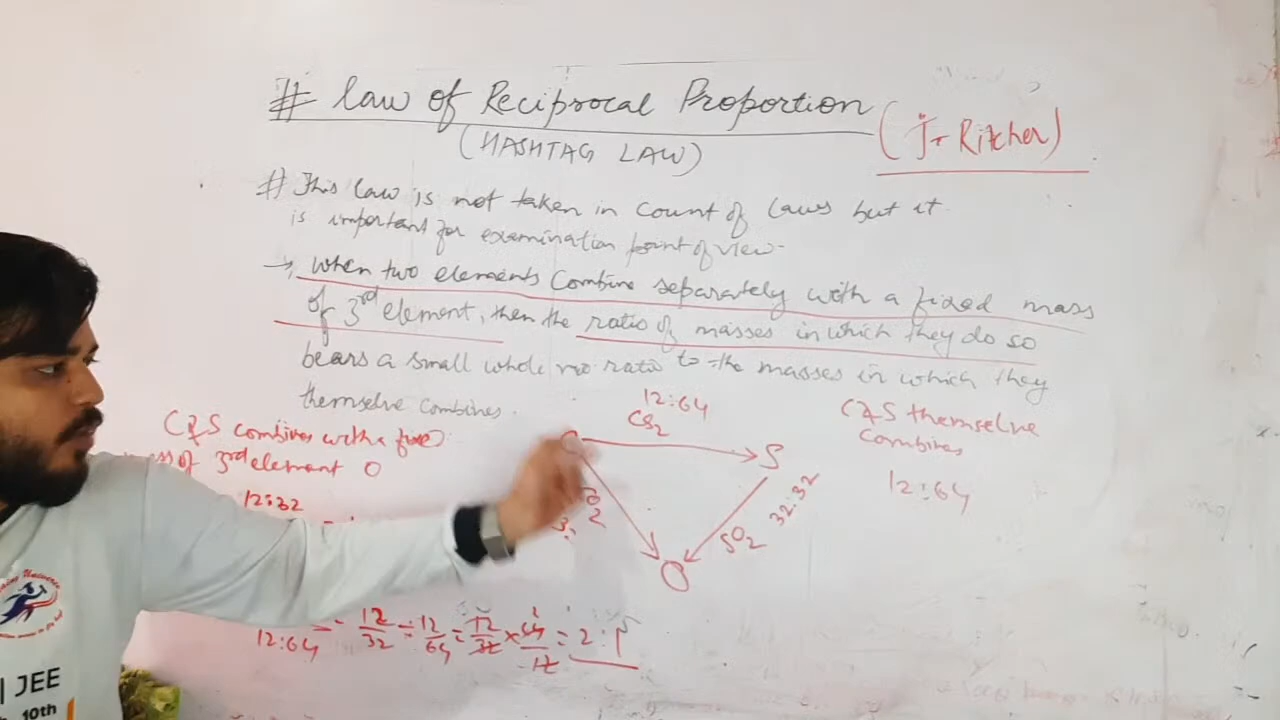 # Law of Reciprocal Proportion
(J. Ritcher)
(HASHTAG LAW)
# This law is not taken in count of laws but it
is important for examination point of view.
→ When two elements combine separately with a fixed mass
of 3rd element, then the ratio of masses in which they do so
bears a small whole no. ratio to the masses in which they
themselve combines.
C & S combines with a fixe
of 3rd element O
12:32
12:64
CS2
C
S
O2
SO2
32:32
O
C & S themselve
combines
12:64
12:64 = 12/32 = 12/64 = 12/32 × 64/12 = 2:1
| JEE
10th